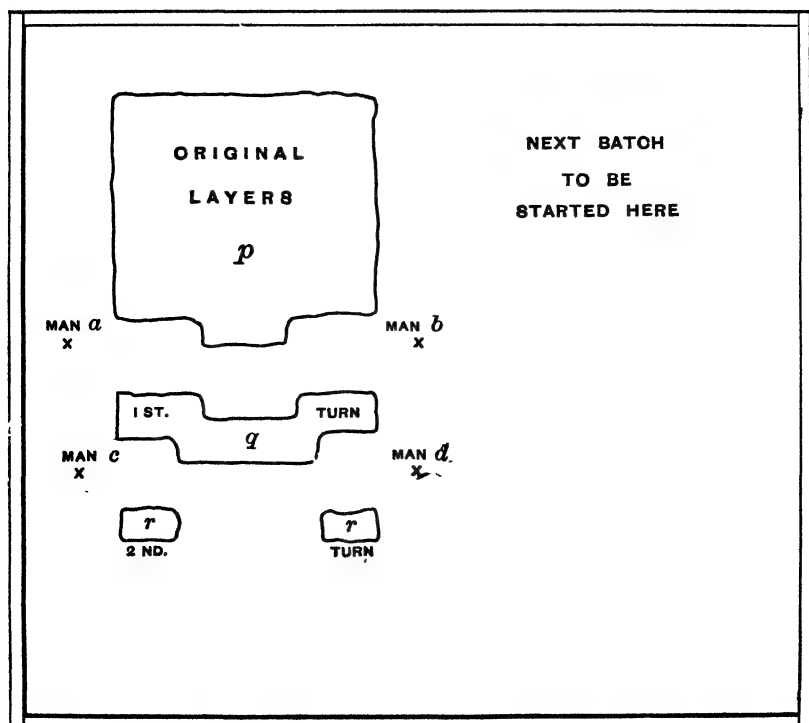 ORIGINAL
LAYERS
p
NEXT BATCH
TO BE
STARTED HERE
MAN a
X
MAN b
X
1 ST. TURN
q
MAN c
X
MAN d
X
r r
2 ND. TURN